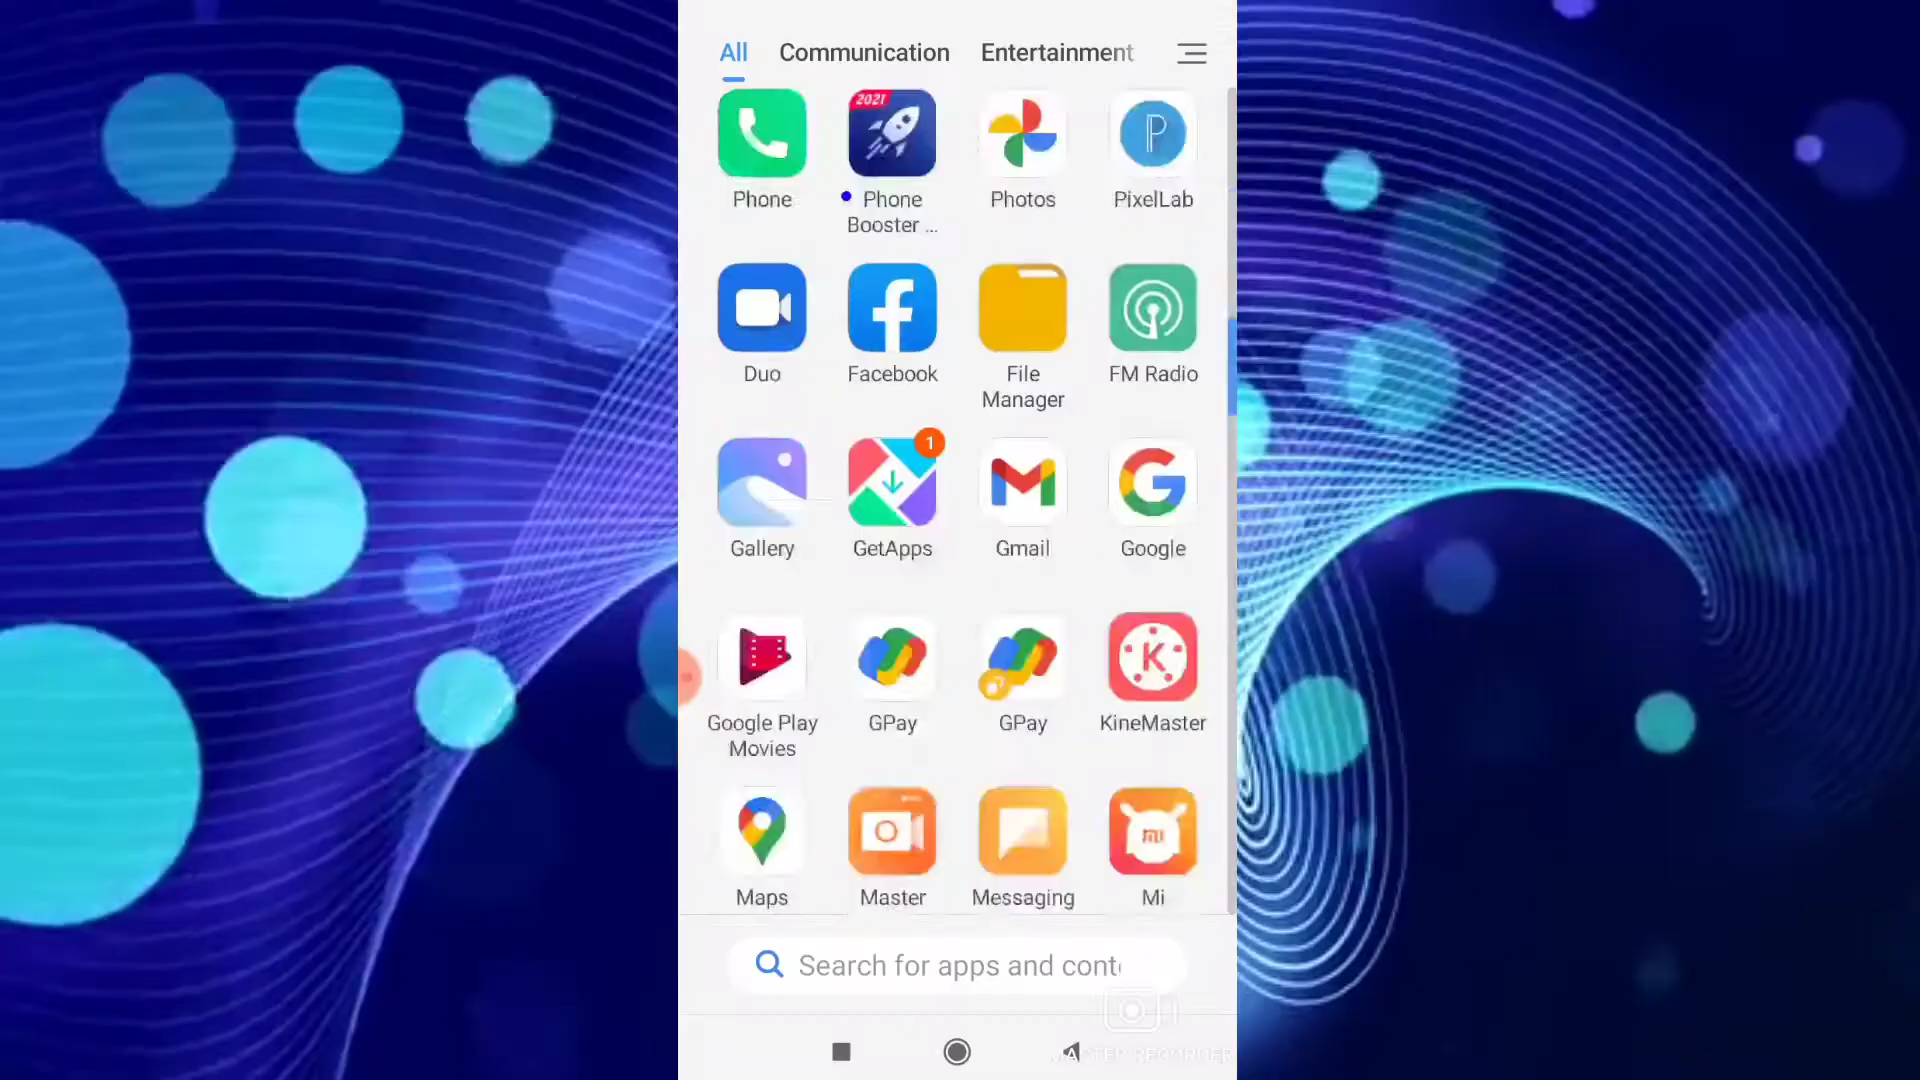 All Communication Entertainment
2021
P
Phone Phone Photos PixelLab
Booster ...
Duo Facebook File FM Radio
Manager
1
Gallery GetApps Gmail Google
K
Google Play GPay GPay KineMaster
Movies
mi
Maps Master Messaging Mi
Search for apps and cont
MASTER RECORDER